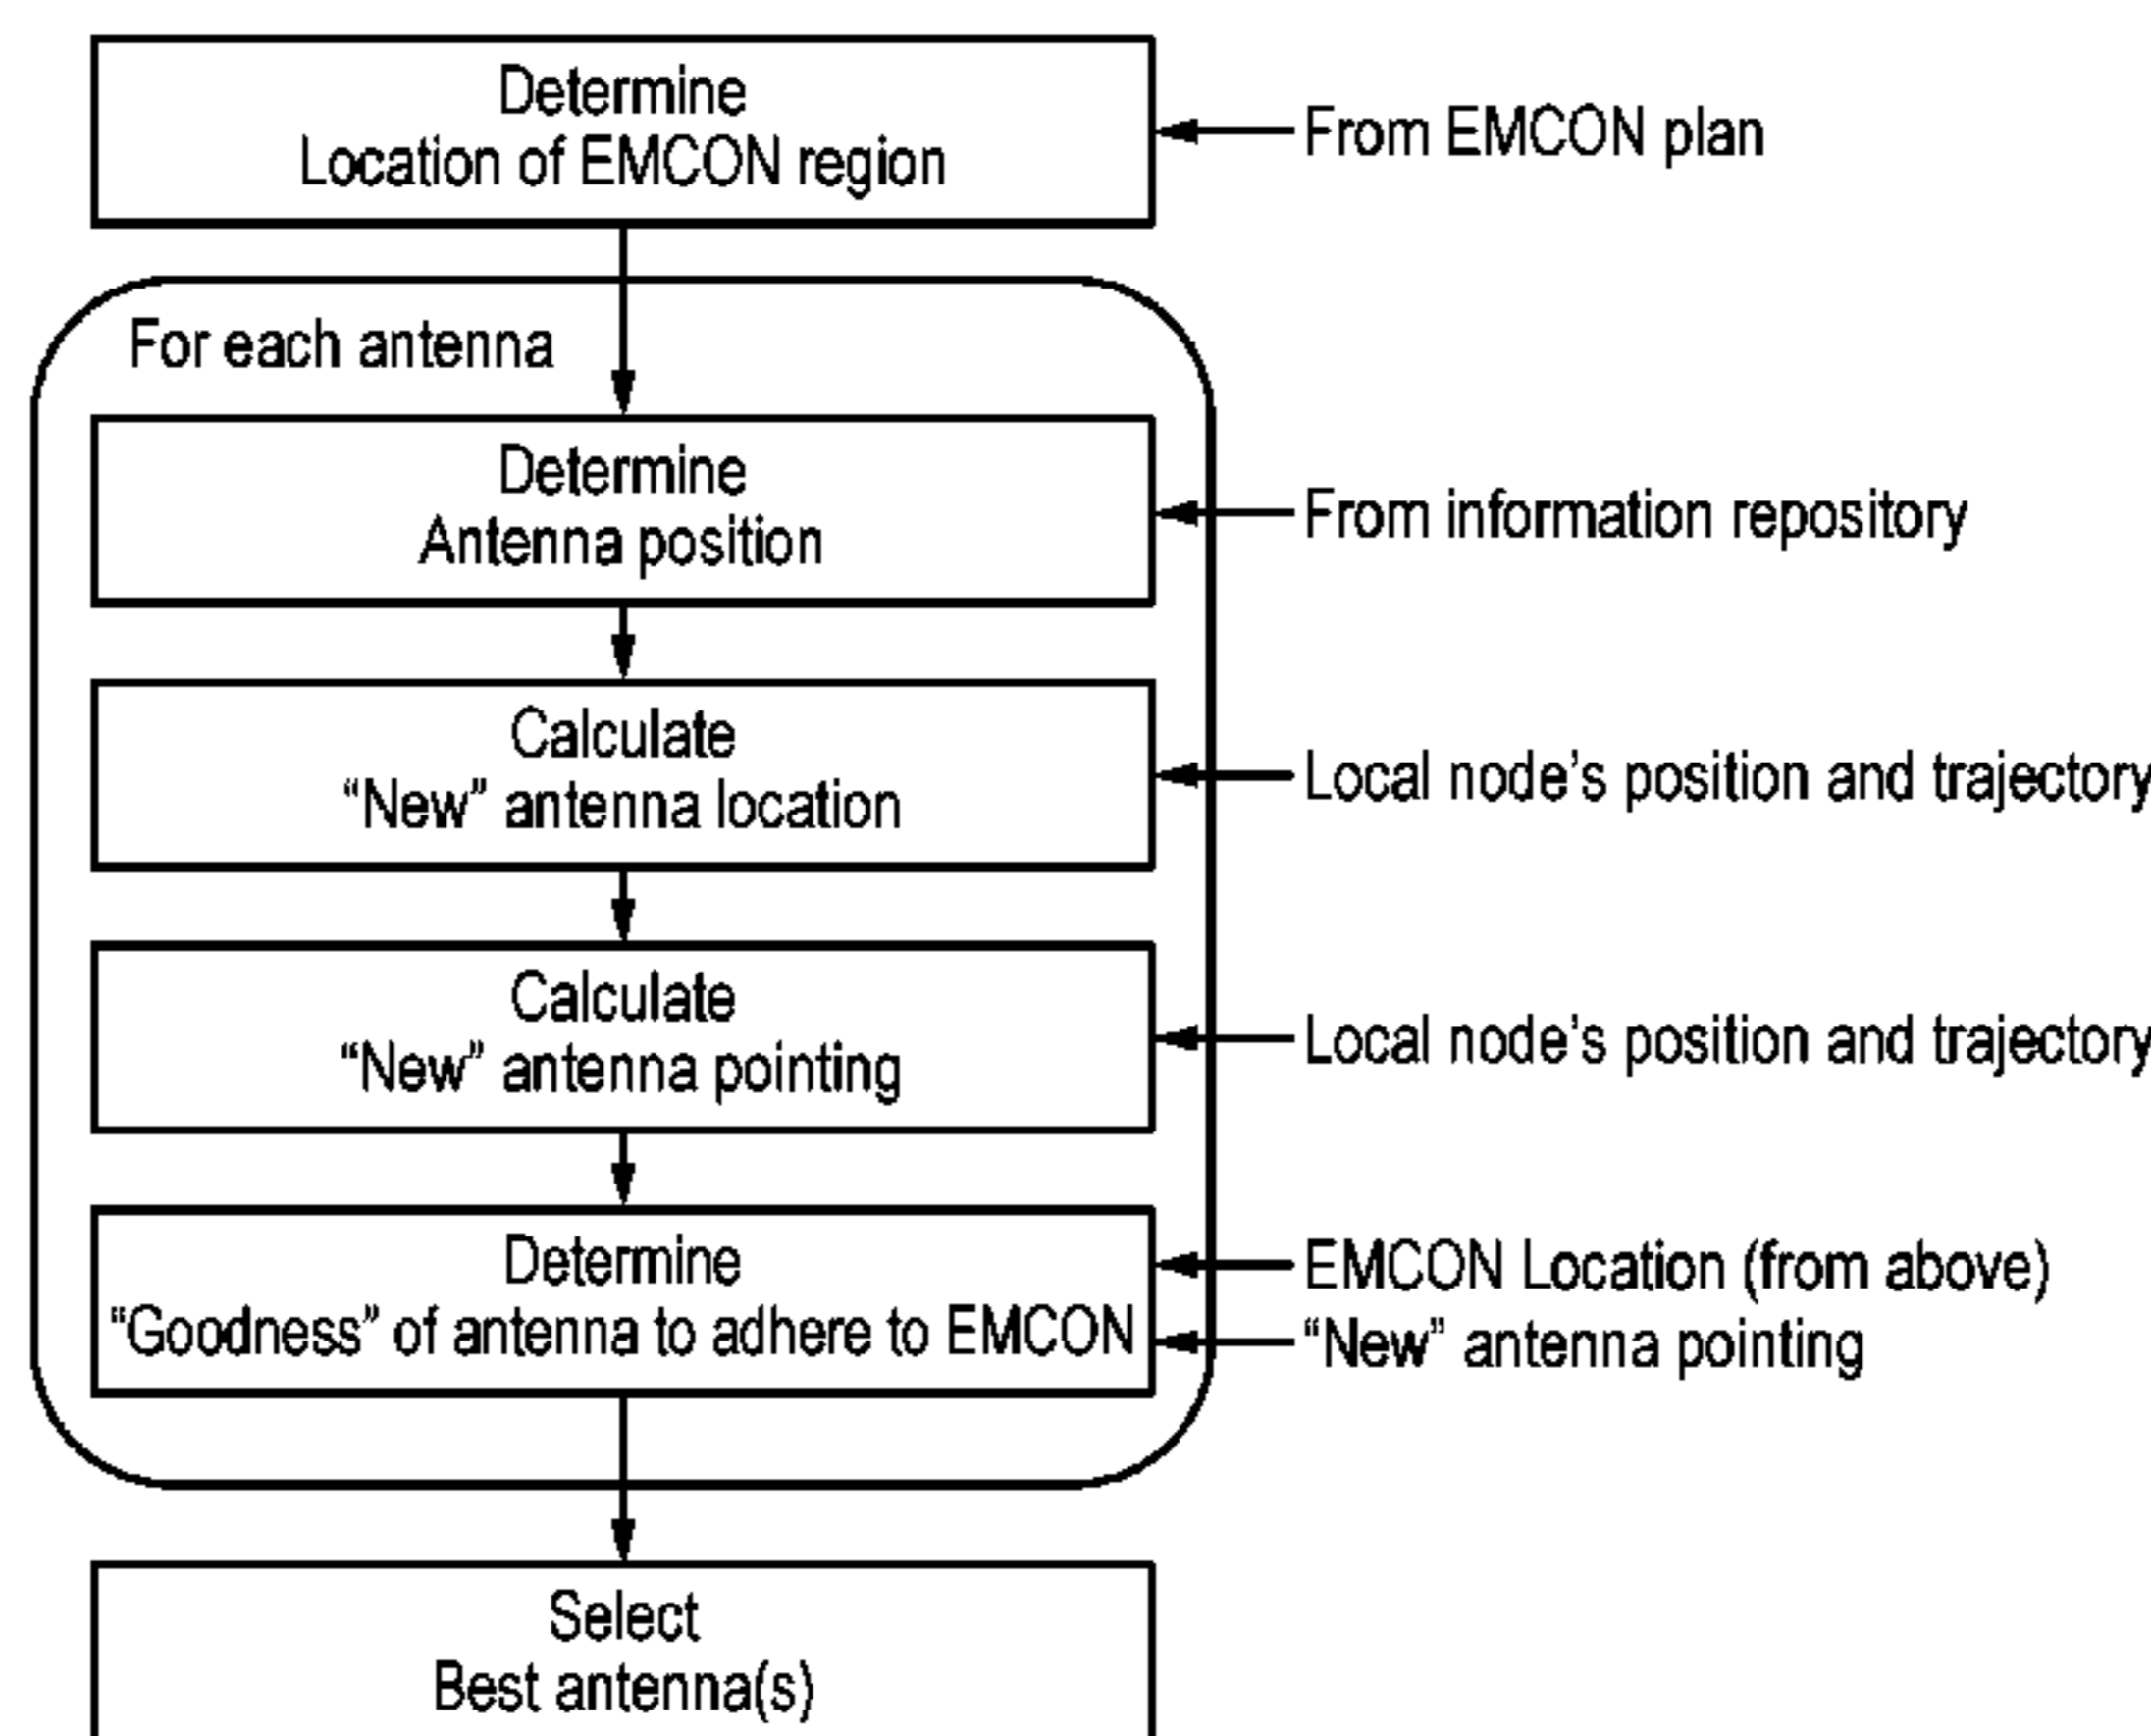 Determine
Location of EMCON region
From EMCON plan
For each antenna
Determine
Antenna position
From information repository
Calculate
“New” antenna location
Local node’s position and trajectory
Calculate
“New” antenna pointing
Local node’s position and trajectory
Determine
“Goodness” of antenna to adhere to EMCON
EMCON Location (from above)
“New” antenna pointing
Select
Best antenna(s)